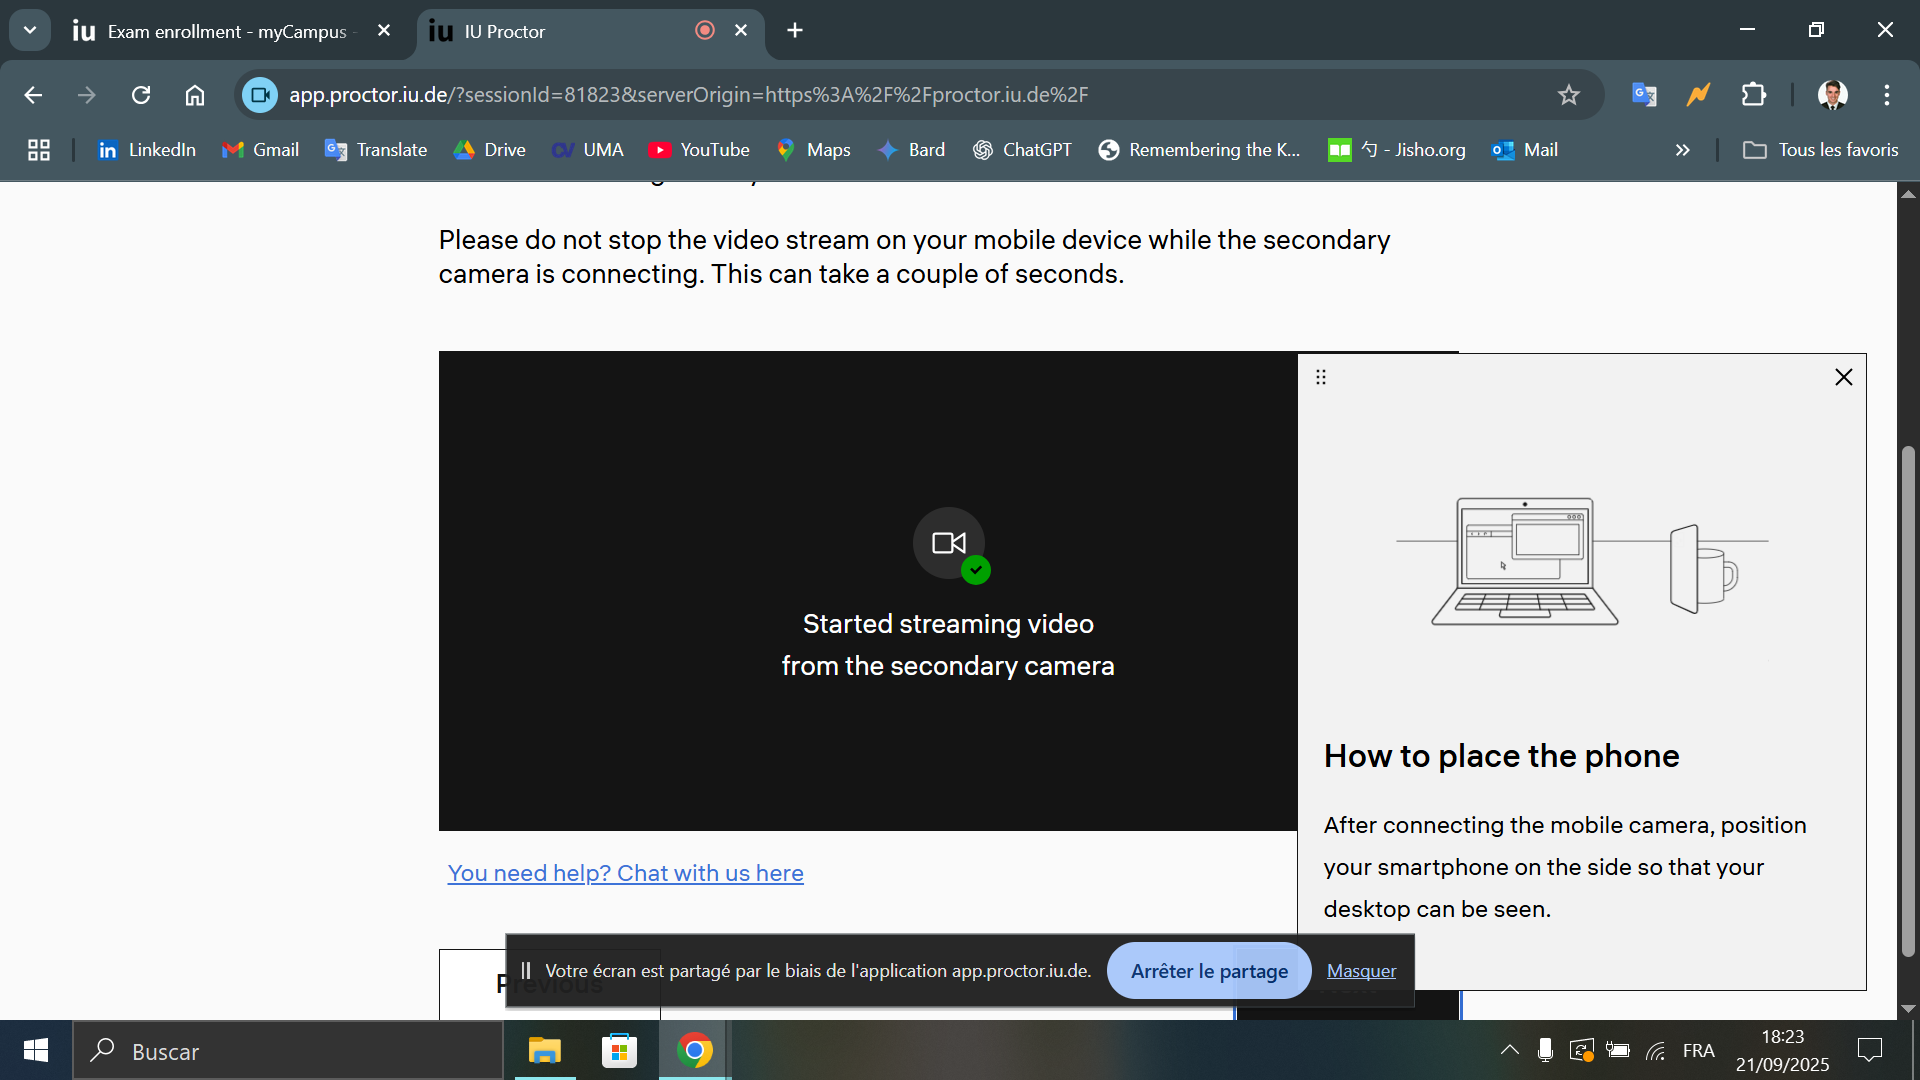 iu Exam enrollment - myCampus -
iu IU Proctor
app.proctor.iu.de/?sessionId=81823&serverOrigin=https%3A%2F%2Fproctor.iu.de%2F
LinkedIn Gmail Translate Drive UMA YouTube Maps Bard ChatGPT Remembering the K... 勺 - Jisho.org Mail Tous les favoris
Please do not stop the video stream on your mobile device while the secondary
camera is connecting. This can take a couple of seconds.
Started streaming video
from the secondary camera
How to place the phone
After connecting the mobile camera, position
your smartphone on the side so that your
desktop can be seen.
You need help? Chat with us here
Previous
Votre écran est partagé par le biais de l'application app.proctor.iu.de. Arrêter le partage Masquer
Buscar
FRA
18:23
21/09/2025